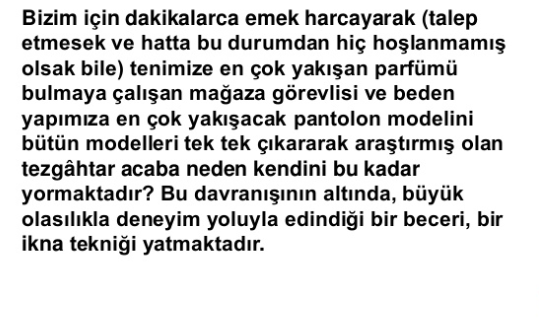 Bizim için dakikalarca emek harcayarak (talep
etmesek ve hatta bu durumdan hiç hoşlanmamış
olsak bile) tenimize en çok yakışan parfümü
bulmaya çalışan mağaza görevlisi ve beden
yapımıza en çok yakışacak pantolon modelini
bütün modelleri tek tek çıkararak araştırmış olan
tezgâhtar acaba neden kendini bu kadar
yormaktadır? Bu davranışının altında, büyük
olasılıkla deneyim yoluyla edindiği bir beceri, bir
ikna tekniği yatmaktadır.